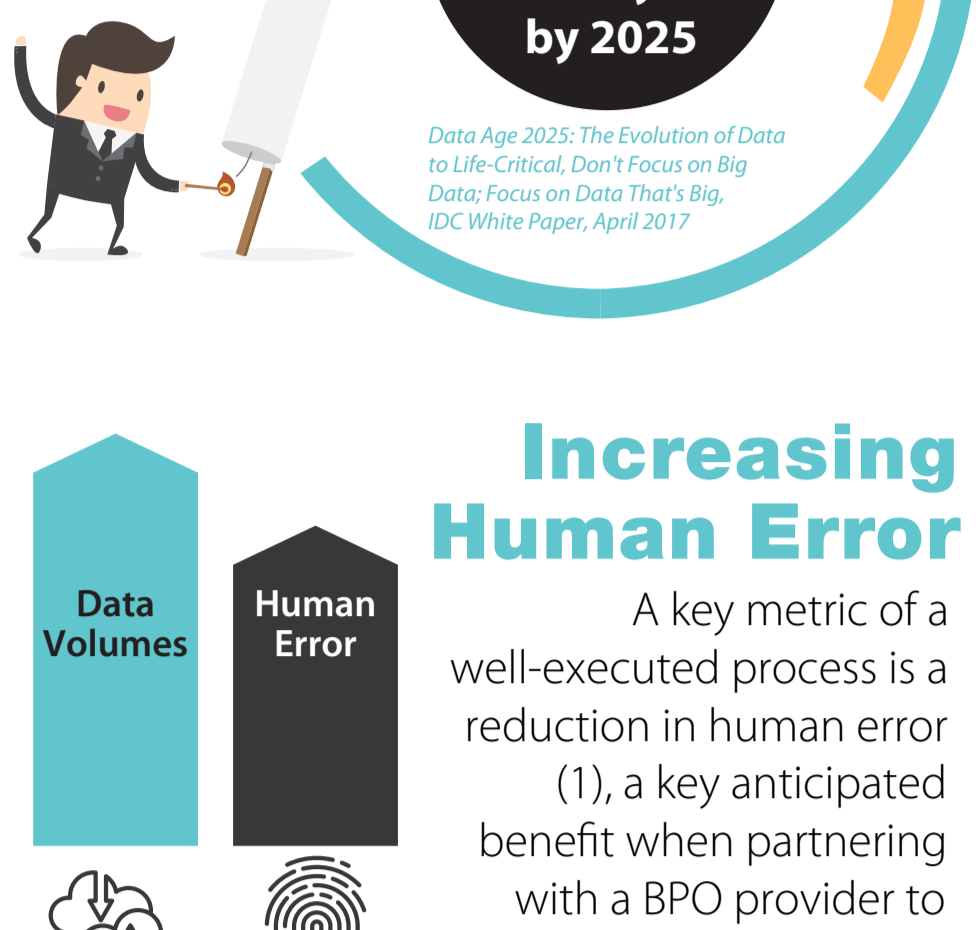 by 2025
Data Age 2025: The Evolution of Data
to Life-Critical, Don't Focus on Big
Data; Focus on Data That's Big,
IDC White Paper, April 2017
Data
Volumes
Human
Error
Increasing
Human Error
A key metric of a
well-executed process is a
reduction in human error
(1), a key anticipated
benefit when partnering
with a BPO provider to